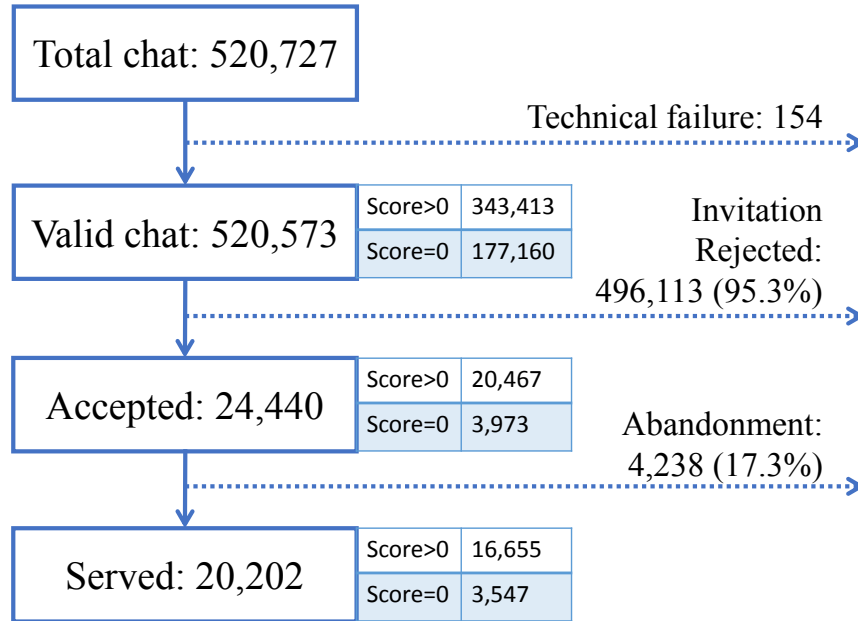 Total chat: 520,727
Technical failure: 154
Valid chat: 520,573
Score>0 343,413
Score=0 177,160
Invitation
Rejected:
496,113 (95.3%)
Accepted: 24,440
Score>0 20,467
Score=0 3,973
Abandonment:
4,238 (17.3%)
Served: 20,202
Score>0 16,655
Score=0 3,547